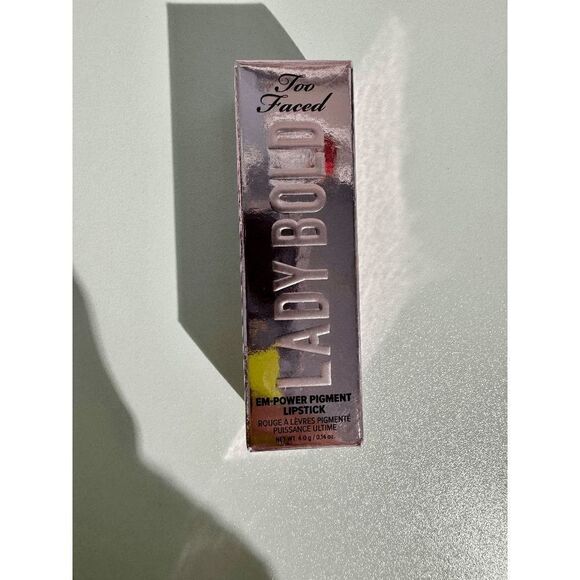 Too
Faced
LADY BOLD
EM-POWER PIGMENT
LIPSTICK
ROUGE À LÈVRES PIGMENTÉ
PUISSANCE ULTIME
NET WT. 4.0 g / 0.14 oz.